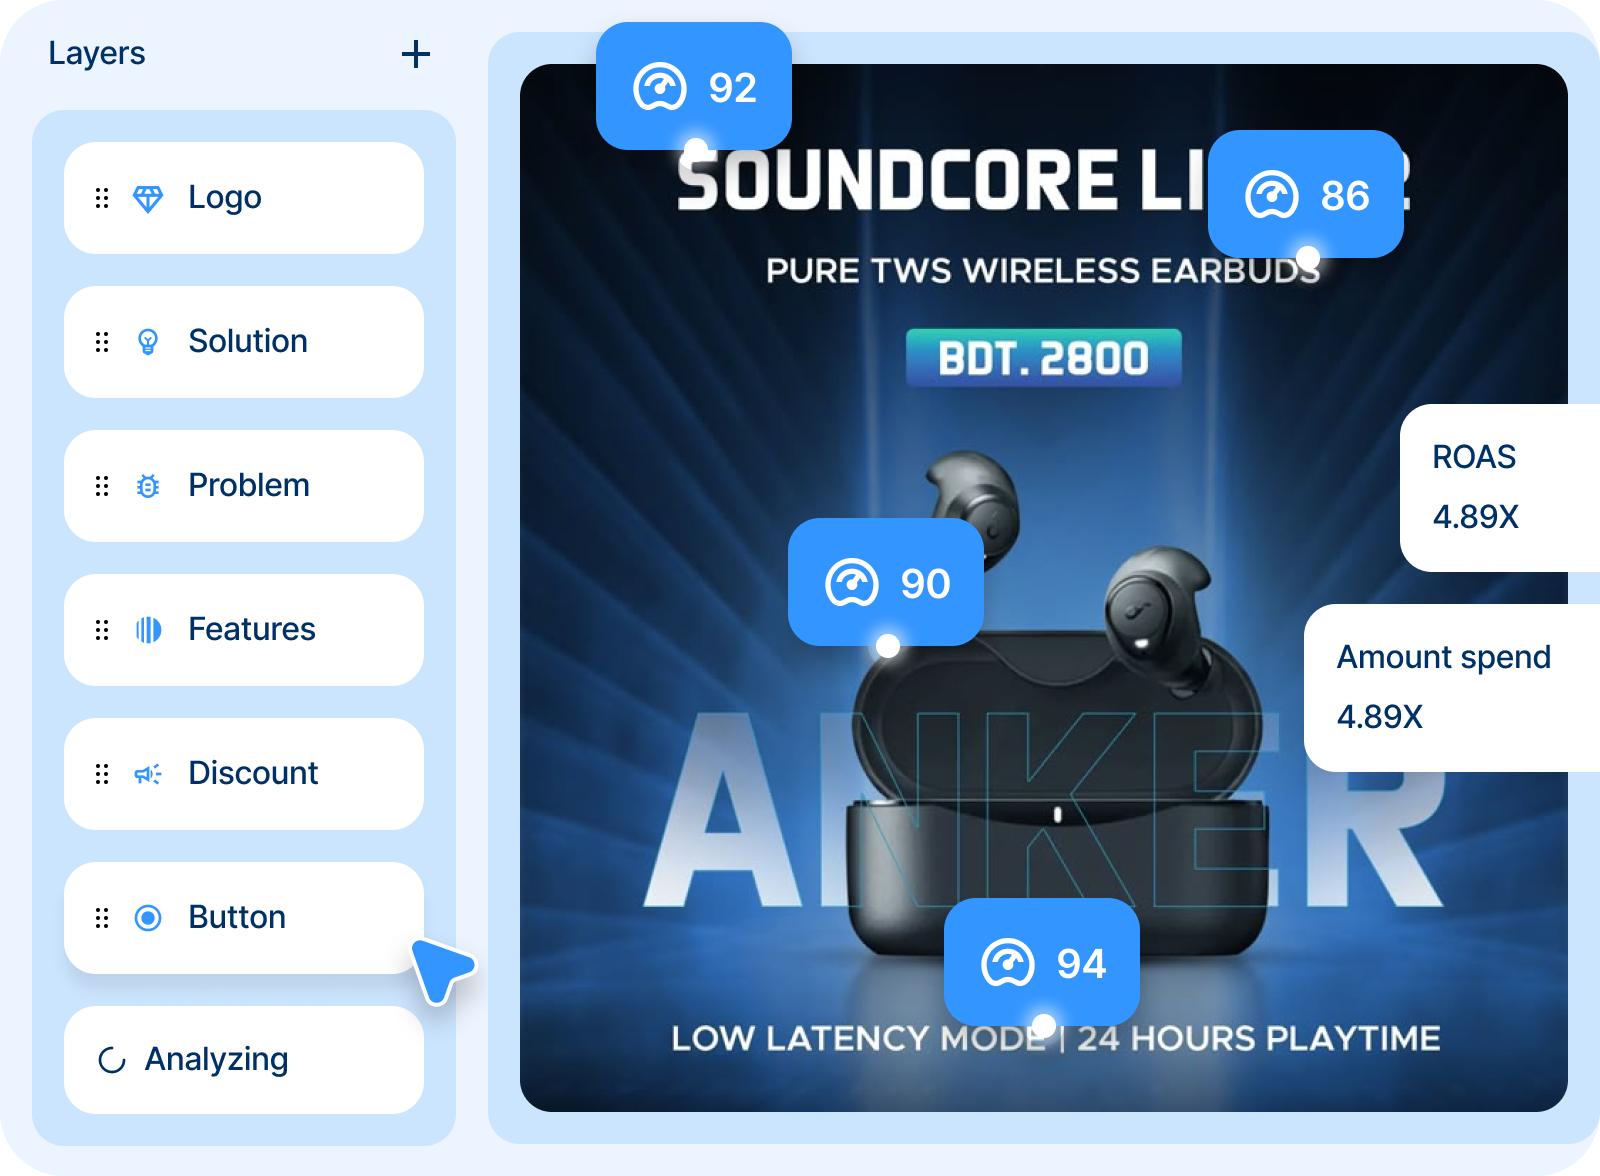 Layers
Logo
Solution
Problem
Features
Discount
Button
Analyzing
92
86
SOUNDCORE
PURE TWS WIRELESS EARBUDS
BDT. 2800
ROAS
4.89X
90
Amount spend
4.89X
ANKER
94
LOW LATENCY MODE | 24 HOURS PLAYTIME